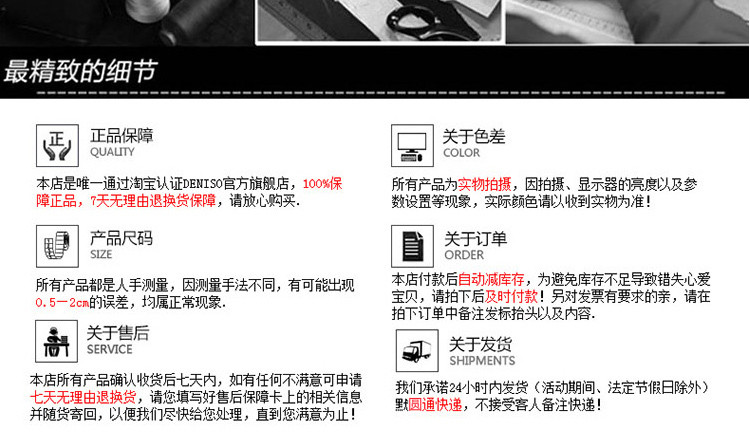 最精致的细节
正品保障
QUALITY
本店是唯一通过淘宝认证DENISO官方旗舰店，100%保
障正品，7天无理由退换货保障，请放心购买.
关于色差
COLOR
所有产品为实物拍摄，因拍摄、显示器的亮度以及参
数设置等现象，实际颜色请以收到实物为准！
产品尺码
SIZE
所有产品都是人手测量，因测量手法不同，有可能出现
0.5—2cm的误差，均属正常现象.
关于订单
ORDER
本店付款后自动减库存，为避免库存不足导致错失心爱
宝贝，请拍下后及时付款！另对发票有要求的亲，请在
拍下订单中备注发标抬头以及内容.
关于售后
SERVICE
本店所有产品确认收货后七天内，如有任何不满意可申请
七天无理由退换货，请您填写好售后保障卡上的相关信息
并随货寄回，以便我们尽快给您处理，直到您满意为止！
关于发货
SHIPMENTS
我们承诺24小时内发货（活动期间、法定节假日除外）
默圆通快递，不接受客人备注快递！
正